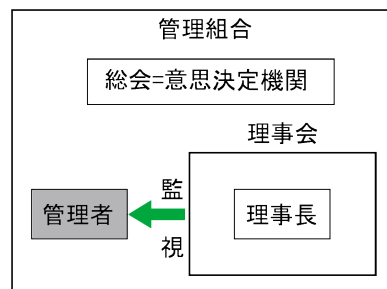 管理組合
総会=意思決定機関
理事会
監
視
管理者
理事長